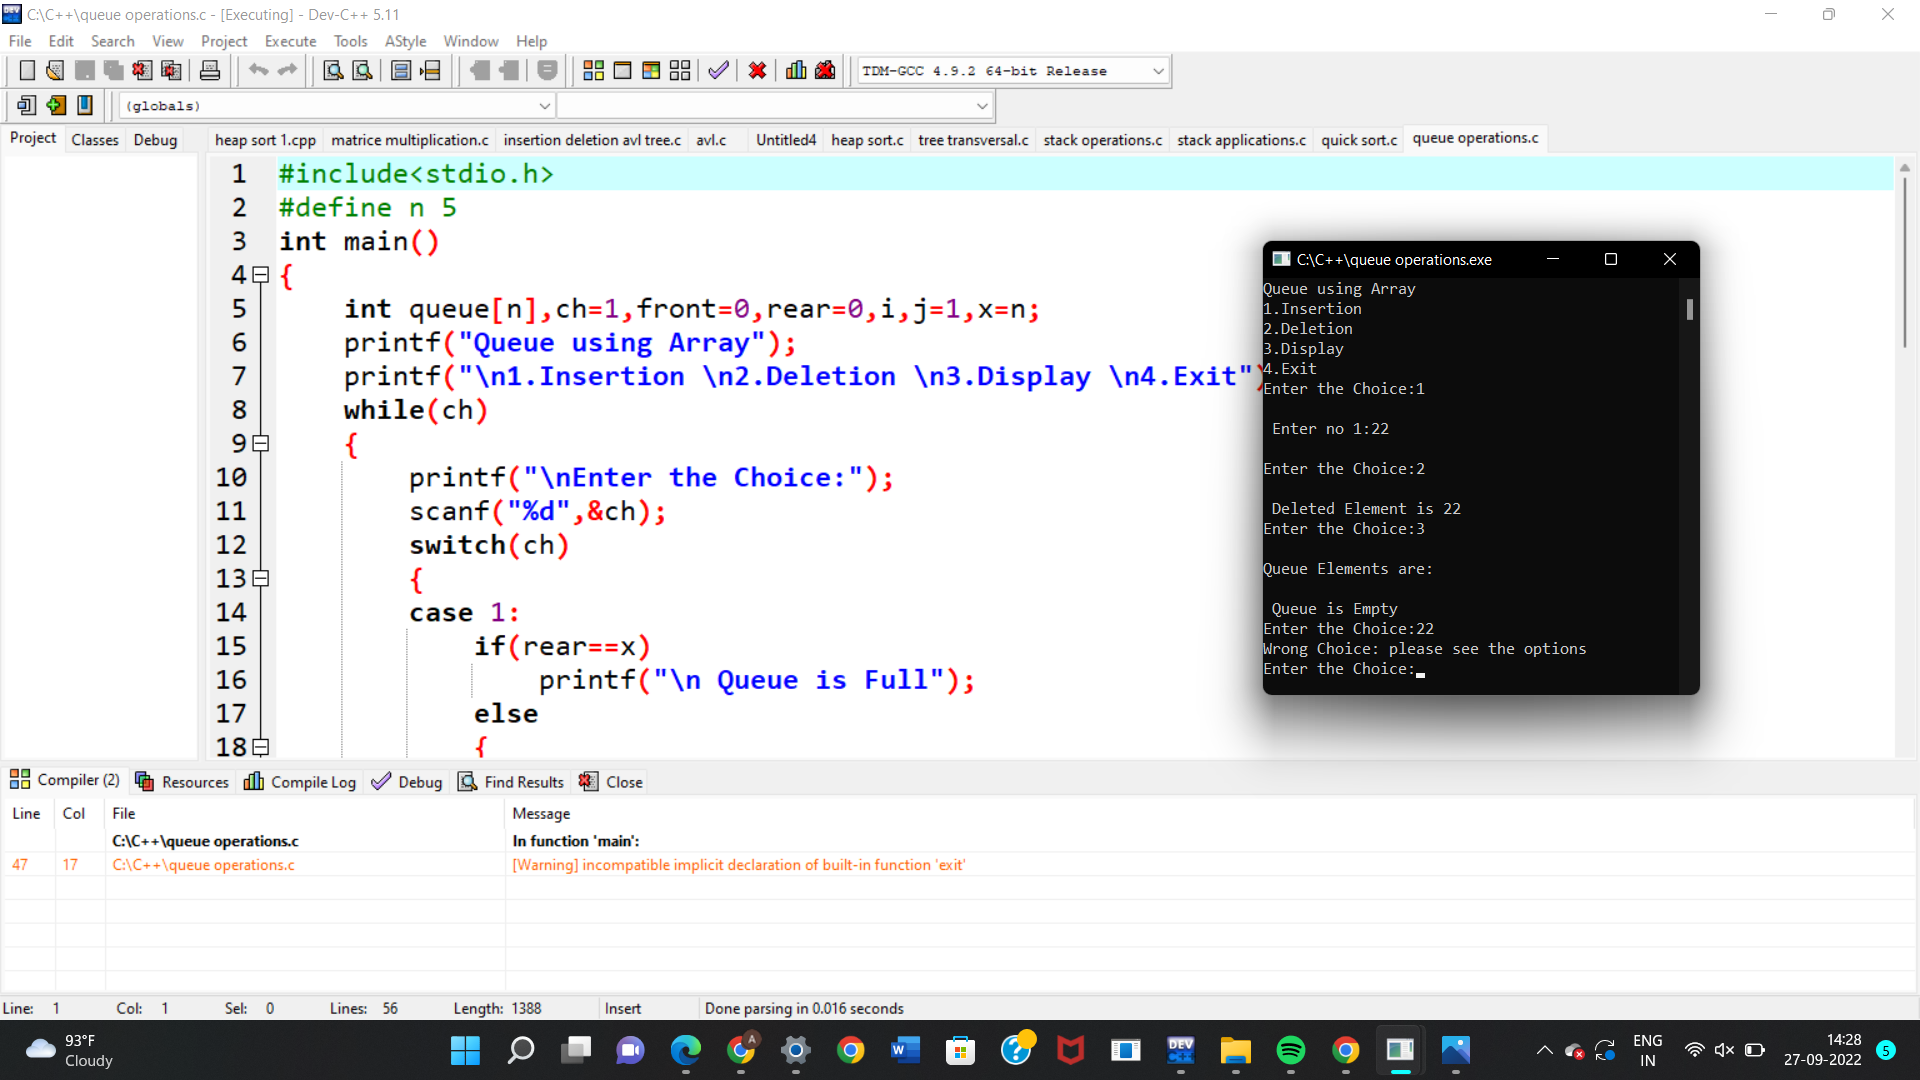 C:\C++\queue operations.c - [Executing] - Dev-C++ 5.11
File Edit Search View Project Execute Tools AStyle Window Help
TDM-GCC 4.9.2 64-bit Release
(globals)
Project Classes Debug heap sort 1.cpp matrice multiplication.c insertion deletion avl tree.c avl.c Untitled4 heap sort.c tree transversal.c stack operations.c stack applications.c quick sort.c queue operations.c
1 #include<stdio.h>
2 #define n 5
3 int main()
4 {
5 int queue[n],ch=1,front=0,rear=0,i,j=1,x=n;
6 printf("Queue using Array");
7 printf("\n1.Insertion \n2.Deletion \n3.Display \n4.Exit")
8 while(ch)
9 {
10 printf("\nEnter the Choice:");
11 scanf("%d",&ch);
12 switch(ch)
13 {
14 case 1:
15 if(rear==x)
16 printf("\n Queue is Full");
17 else
18 {
C:\C++\queue operations.exe
Queue using Array
1.Insertion
2.Deletion
3.Display
4.Exit
Enter the Choice:1
Enter no 1:22
Enter the Choice:2
Deleted Element is 22
Enter the Choice:3
Queue Elements are:
Queue is Empty
Enter the Choice:22
Wrong Choice: please see the options
Enter the Choice:
Compiler (2) Resources Compile Log Debug Find Results Close
Line Col File Message
C:\C++\queue operations.c In function 'main':
47 17 C:\C++\queue operations.c [Warning] incompatible implicit declaration of built-in function 'exit'
Line: 1 Col: 1 Sel: 0 Lines: 56 Length: 1388 Insert Done parsing in 0.016 seconds
93°F
Cloudy
DEV
A
ENG
IN
14:28
27-09-2022
5